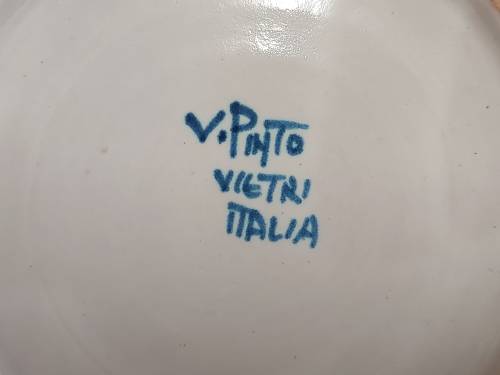 V. PINTO
VIETRI
ITALIA